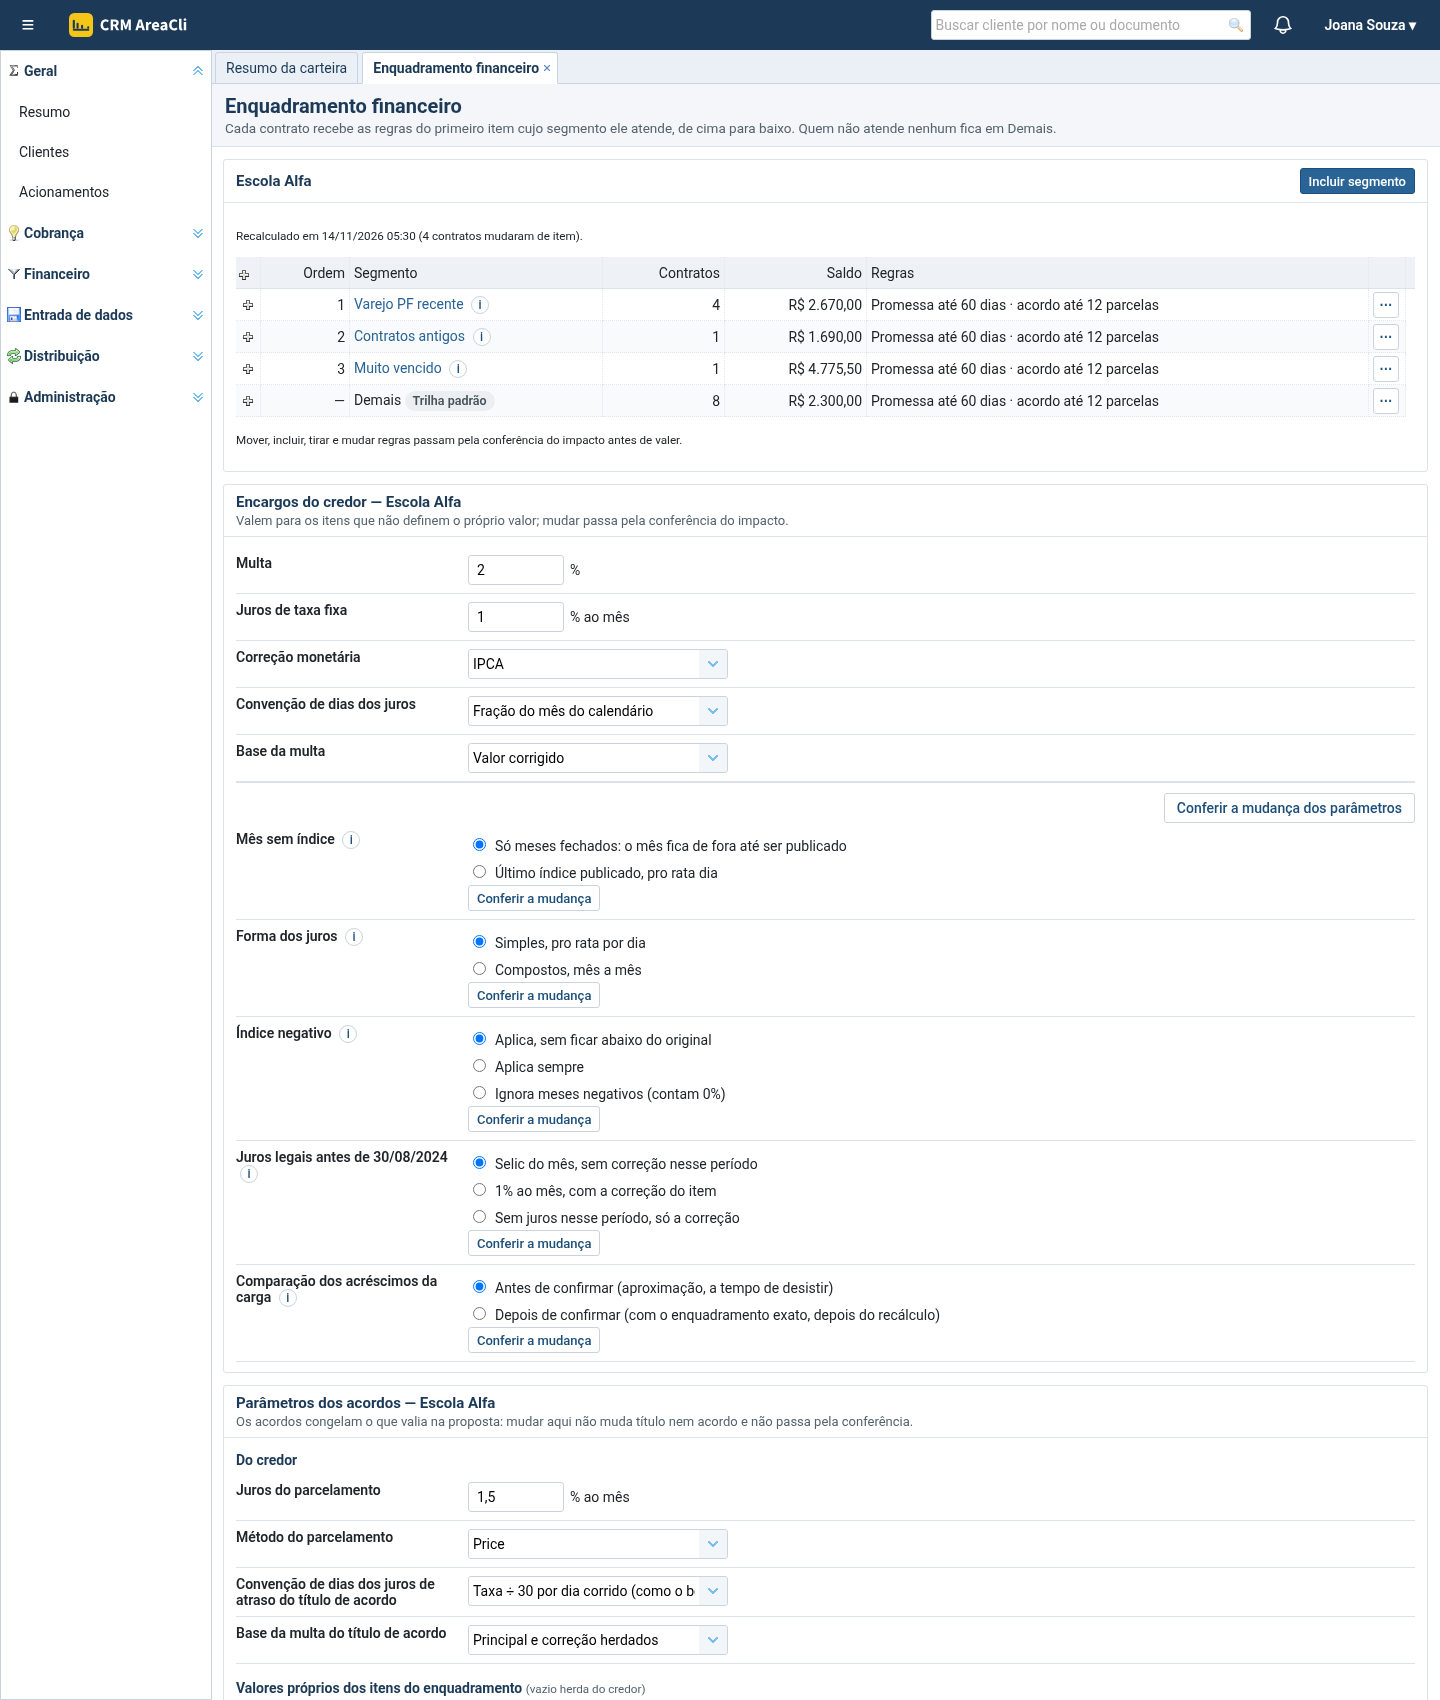 ≡ CRM AreaCli Buscar cliente por nome ou documento Joana Souza ▾
Σ Geral
Resumo
Clientes
Acionamentos
Cobrança
Financeiro
Entrada de dados
Distribuição
Administração
Resumo da carteira Enquadramento financeiro ×
Enquadramento financeiro
Cada contrato recebe as regras do primeiro item cujo segmento ele atende, de cima para baixo. Quem não atende nenhum fica em Demais.
Escola Alfa Incluir segmento
Recalculado em 14/11/2026 05:30 (4 contratos mudaram de item).
Ordem Segmento Contratos Saldo Regras
1 Varejo PF recente i 4 R$ 2.670,00 Promessa até 60 dias · acordo até 12 parcelas ...
2 Contratos antigos i 1 R$ 1.690,00 Promessa até 60 dias · acordo até 12 parcelas ...
3 Muito vencido i 1 R$ 4.775,50 Promessa até 60 dias · acordo até 12 parcelas ...
— Demais Trilha padrão 8 R$ 2.300,00 Promessa até 60 dias · acordo até 12 parcelas ...
Mover, incluir, tirar e mudar regras passam pela conferência do impacto antes de valer.
Encargos do credor — Escola Alfa
Valem para os itens que não definem o próprio valor; mudar passa pela conferência do impacto.
Multa 2 %
Juros de taxa fixa 1 % ao mês
Correção monetária IPCA
Convenção de dias dos juros Fração do mês do calendário
Base da multa Valor corrigido
Conferir a mudança dos parâmetros
Mês sem índice i Só meses fechados: o mês fica de fora até ser publicado
Último índice publicado, pro rata dia
Conferir a mudança
Forma dos juros i Simples, pro rata por dia
Compostos, mês a mês
Conferir a mudança
Índice negativo i Aplica, sem ficar abaixo do original
Aplica sempre
Ignora meses negativos (contam 0%)
Conferir a mudança
Juros legais antes de 30/08/2024 i Selic do mês, sem correção nesse período
1% ao mês, com a correção do item
Sem juros nesse período, só a correção
Conferir a mudança
Comparação dos acréscimos da
carga i Antes de confirmar (aproximação, a tempo de desistir)
Depois de confirmar (com o enquadramento exato, depois do recálculo)
Conferir a mudança
Parâmetros dos acordos — Escola Alfa
Os acordos congelam o que valia na proposta: mudar aqui não muda título nem acordo e não passa pela conferência.
Do credor
Juros do parcelamento 1,5 % ao mês
Método do parcelamento Price
Convenção de dias dos juros de
atraso do título de acordo Taxa ÷ 30 por dia corrido (como o b
Base da multa do título de acordo Principal e correção herdados
Valores próprios dos itens do enquadramento (vazio herda do credor)